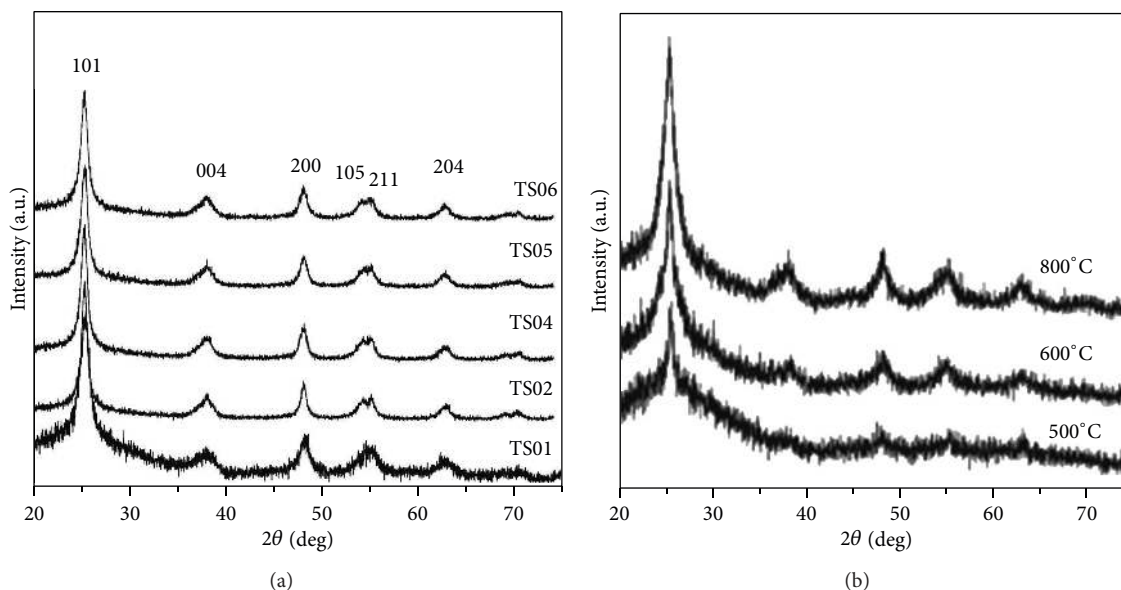 101
004
200
105
211
204
TS06
TS05
TS04
TS02
TS01
Intensity (a.u.)
20 30 40 50 60 70
2θ (deg)
(a)
800°C
600°C
500°C
Intensity (a.u.)
20 30 40 50 60 70
2θ (deg)
(b)